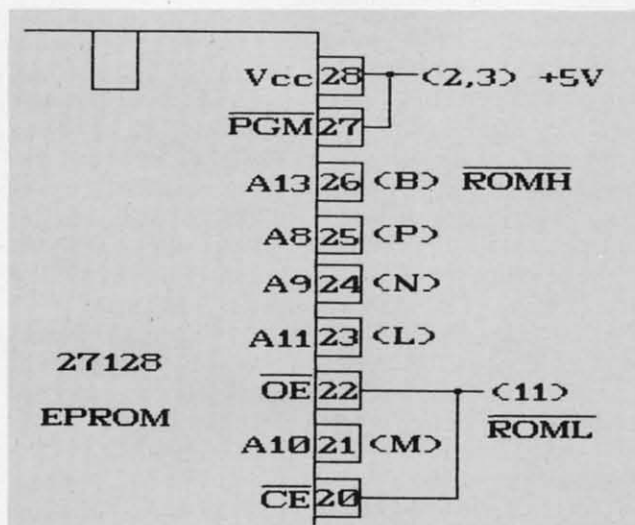 Vcc 28 (2,3) +5V
PGM 27
A13 26 (B) ROMH
A8 25 (P)
A9 24 (N)
A11 23 (L)
27128
OE 22 (11)
EPROM ROML
A10 21 (M)
CE 20